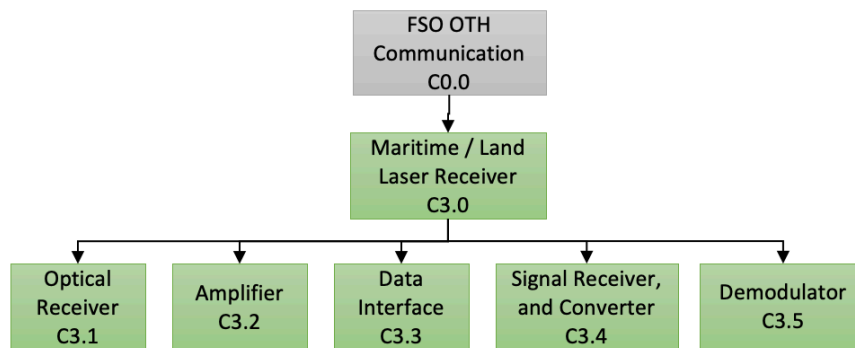 FSO OTH
Communication
C0.0
Maritime / Land
Laser Receiver
C3.0
Optical
Receiver
C3.1
Amplifier
C3.2
Data
Interface
C3.3
Signal Receiver,
and Converter
C3.4
Demodulator
C3.5